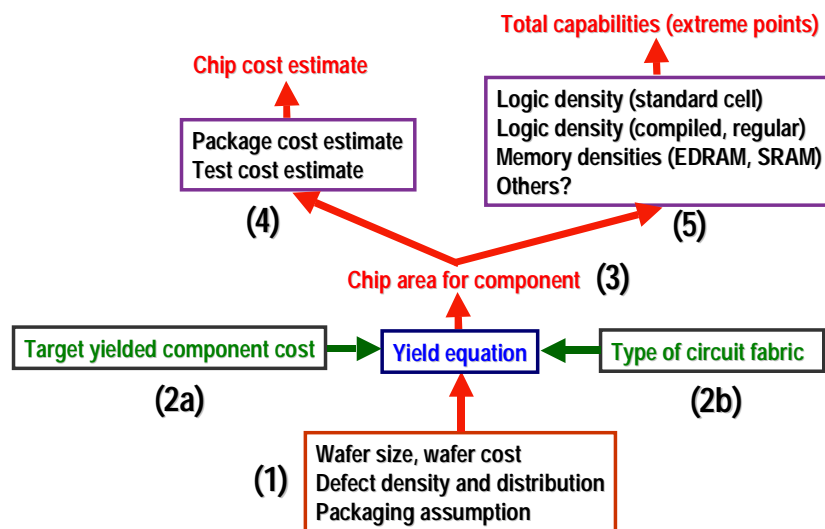 Total capabilities (extreme points)
Chip cost estimate
Logic density (standard cell)
Logic density (compiled, regular)
Memory densities (EDRAM, SRAM)
Others?
Package cost estimate
Test cost estimate
(4)
(5)
Chip area for component
(3)
Target yielded component cost
Yield equation
Type of circuit fabric
(2a)
(2b)
(1)
Wafer size, wafer cost
Defect density and distribution
Packaging assumption